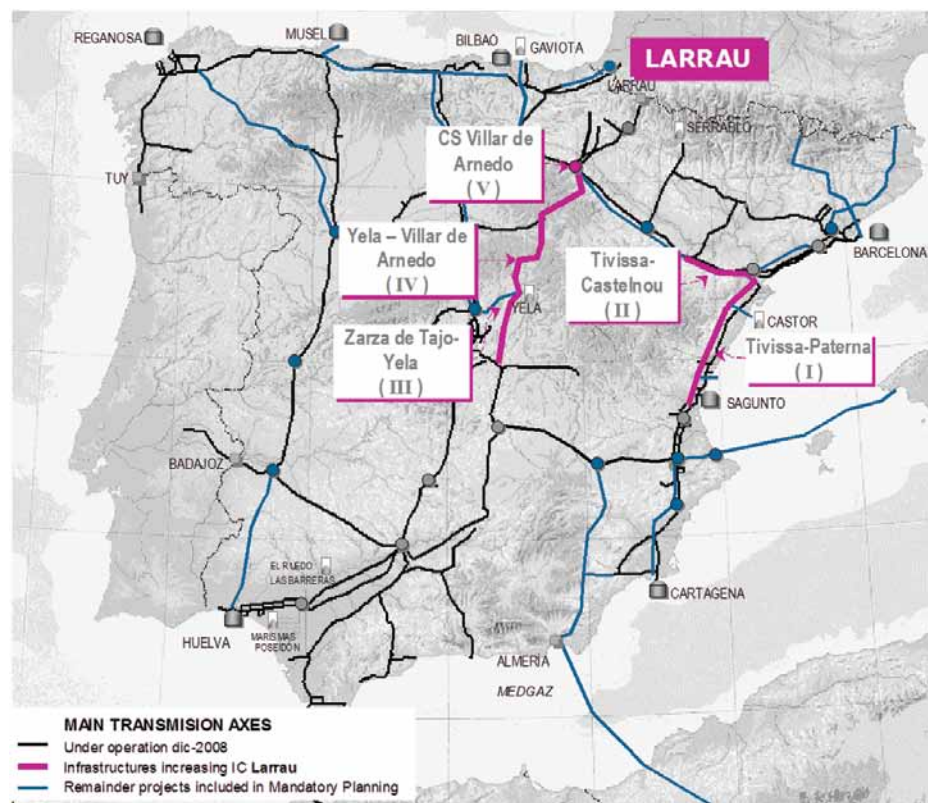 REGANOSA
MUSEL
BILBAO
GAVIOTA
LARRAU
LARRAU
CS Villar de
Arnedo
( V )
SERRABLO
TUY
Yela – Villar de
Arnedo
( IV )
Tivissa-
Castelnou
( II )
BARCELONA
YELA
Zarza de Tajo-
Yela
( III )
CASTOR
Tivissa-Paterna
( I )
SAGUNTO
BADAJOZ
EL RUEDO
LAS BARRERAS
CARTAGENA
HUELVA
MARISMAS
POSEIDÓN
ALMERÍA
MEDGAZ
MAIN TRANSMISION AXES
Under operation dic-2008
Infrastructures increasing IC Larrau
Remainder projects included in Mandatory Planning